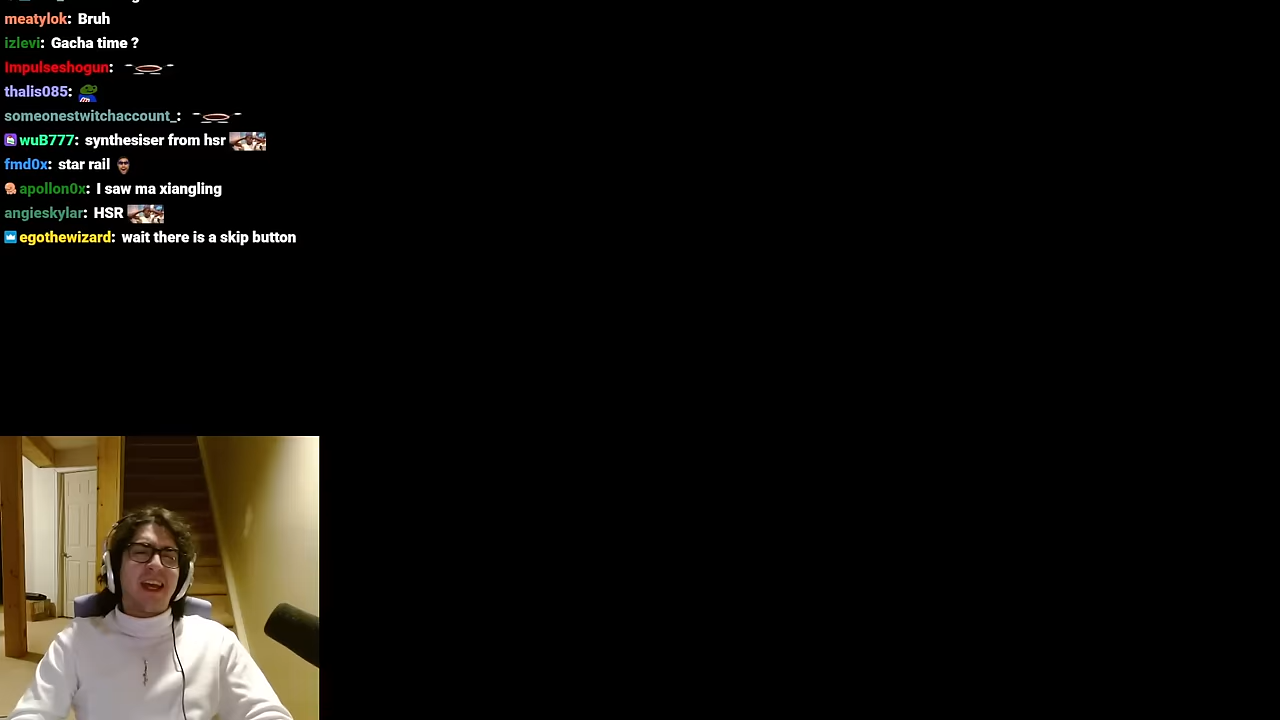 meatylok: Bruh
izlevi: Gacha time ?
Impulseshogun:
thalis085:
someonestwitchaccount_:
wuB777: synthesiser from hsr
fmd0x: star rail
apollon0x: I saw ma xiangling
angieskylar: HSR
egothewizard: wait there is a skip button